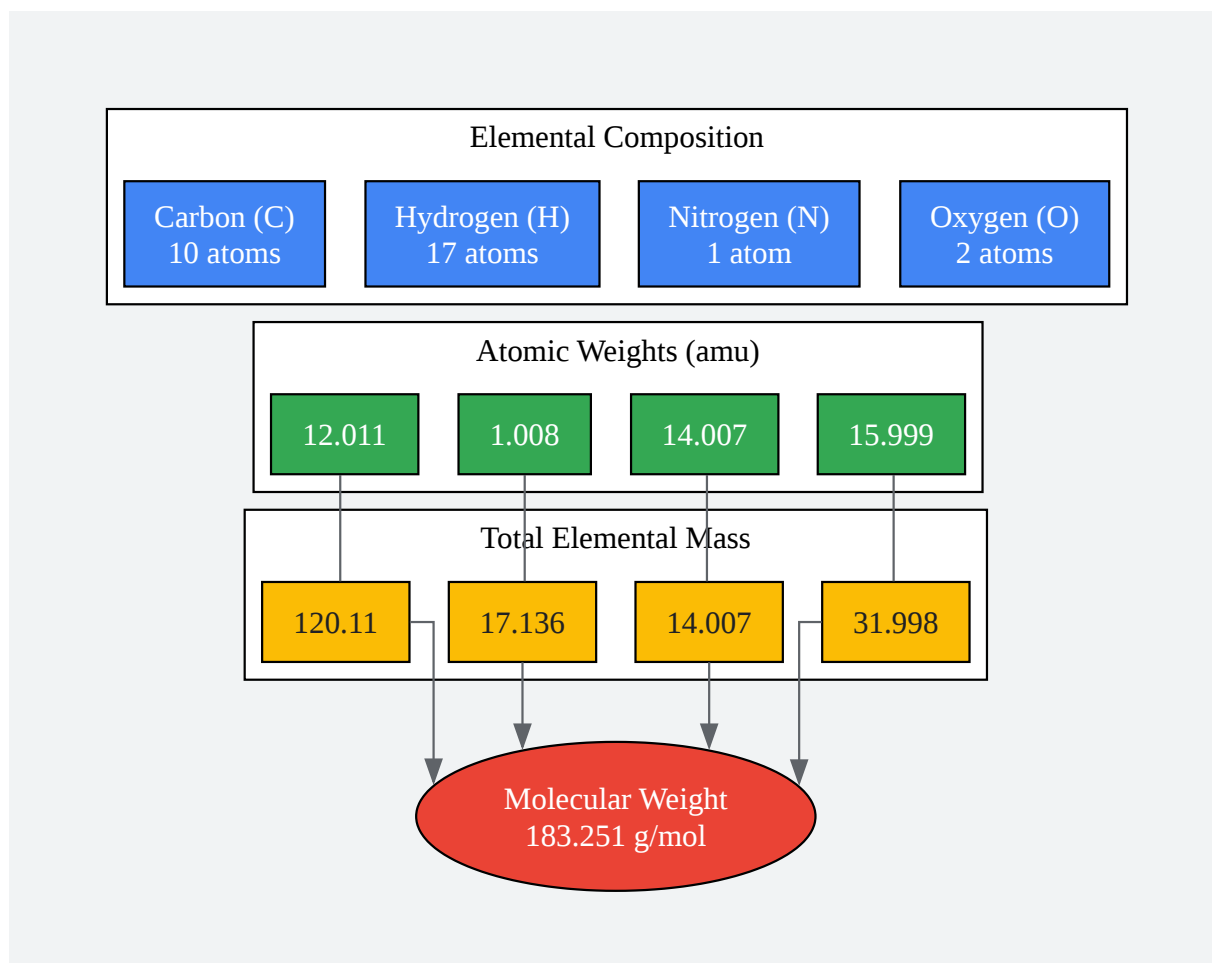 Elemental Composition
Carbon (C)
10 atoms
Hydrogen (H)
17 atoms
Nitrogen (N)
1 atom
Oxygen (O)
2 atoms
Atomic Weights (amu)
12.011
1.008
14.007
15.999
Total Elemental Mass
120.11
17.136
14.007
31.998
Molecular Weight
183.251 g/mol